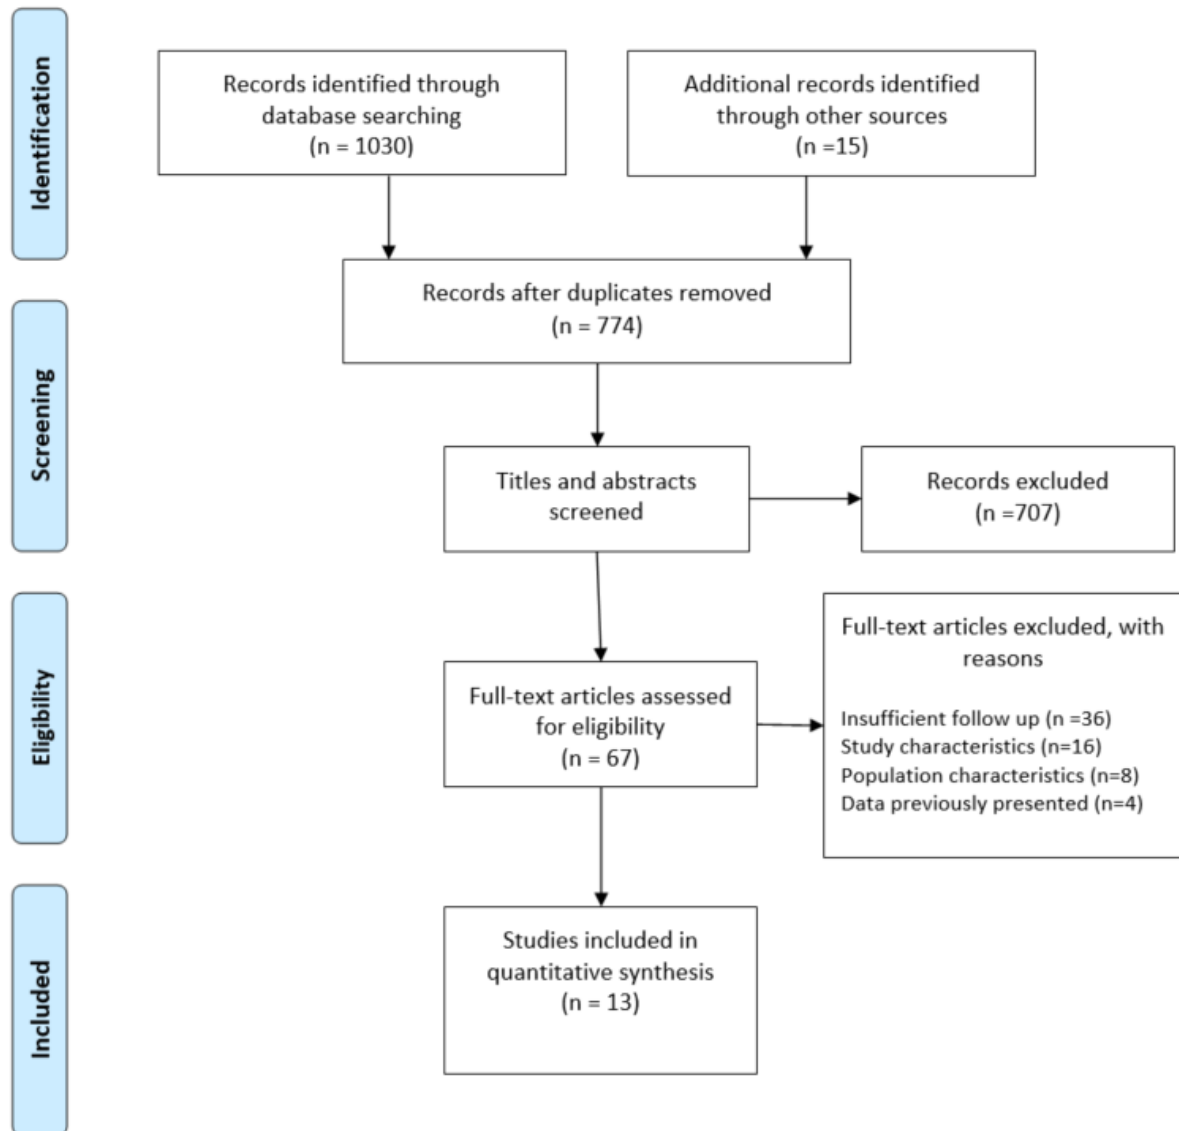 Identification
Records identified through
database searching
(n = 1030)
Additional records identified
through other sources
(n =15)
Records after duplicates removed
(n = 774)
Screening
Titles and abstracts
screened
Records excluded
(n =707)
Eligibility
Full-text articles assessed
for eligibility
(n = 67)
Full-text articles excluded, with
reasons
Insufficient follow up (n =36)
Study characteristics (n=16)
Population characteristics (n=8)
Data previously presented (n=4)
Included
Studies included in
quantitative synthesis
(n = 13)